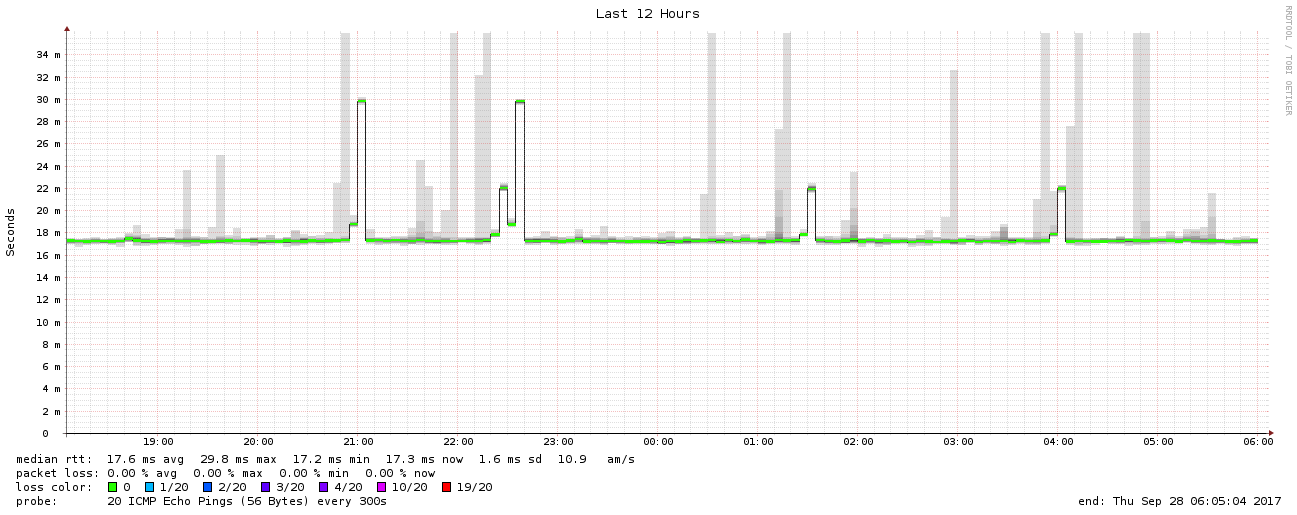 Last 12 Hours
RRDTOOL / TOBI OETIKER
Seconds
34 m
32 m
30 m
28 m
26 m
24 m
22 m
20 m
18 m
16 m
14 m
12 m
10 m
8 m
6 m
4 m
2 m
0
19:00 20:00 21:00 22:00 23:00 00:00 01:00 02:00 03:00 04:00 05:00 06:00
median rtt: 17.6 ms avg 29.8 ms max 17.2 ms min 17.3 ms now 1.6 ms sd 10.9 am/s
packet loss: 0.00 % avg 0.00 % max 0.00 % min 0.00 % now
loss color: 0 1/20 2/20 3/20 4/20 10/20 19/20
probe: 20 ICMP Echo Pings (56 Bytes) every 300s end: Thu Sep 28 06:05:04 2017